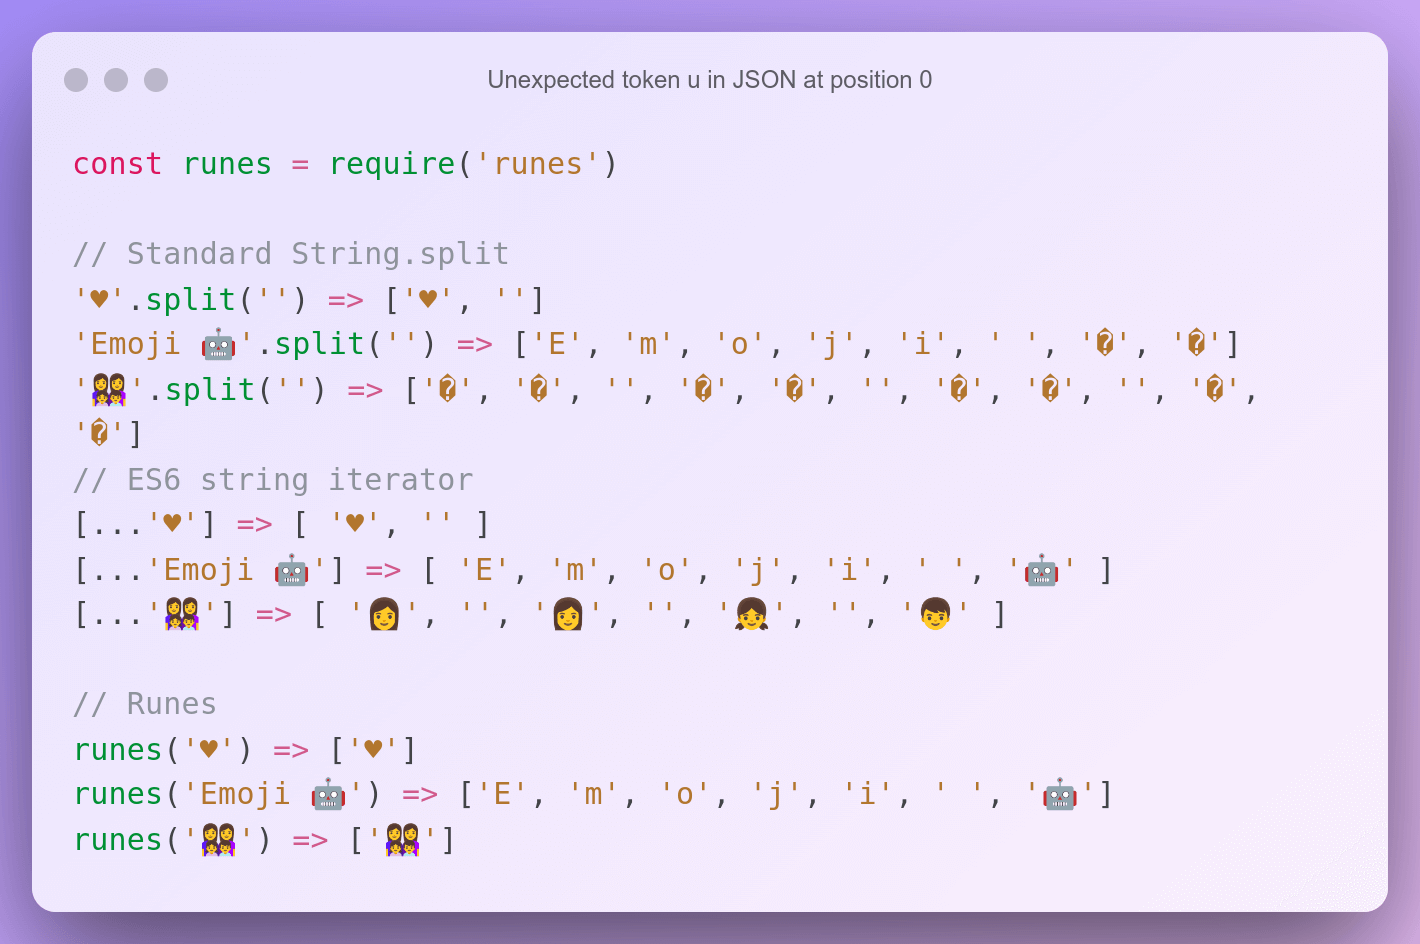 Unexpected token u in JSON at position 0
const runes = require('runes')
// Standard String.split
'♥'.split('') => ['♥', '']
'Emoji 🤖'.split('') => ['E', 'm', 'o', 'j', 'i', ' ', '�', '�']
'👩‍👩‍👧‍👦'.split('') => ['�', '�', '', '�', '�', '', '�', '�', '', '�',
'�']
// ES6 string iterator
[...'♥'] => [ '♥', '' ]
[...'Emoji 🤖'] => [ 'E', 'm', 'o', 'j', 'i', ' ', '🤖' ]
[...'👩‍👩‍👧‍👦'] => [ '👩', '', '👩', '', '👧', '', '👦' ]
// Runes
runes('♥') => ['♥']
runes('Emoji 🤖') => ['E', 'm', 'o', 'j', 'i', ' ', '🤖']
runes('👩‍👩‍👧‍👦') => ['👩‍👩‍👧‍👦']